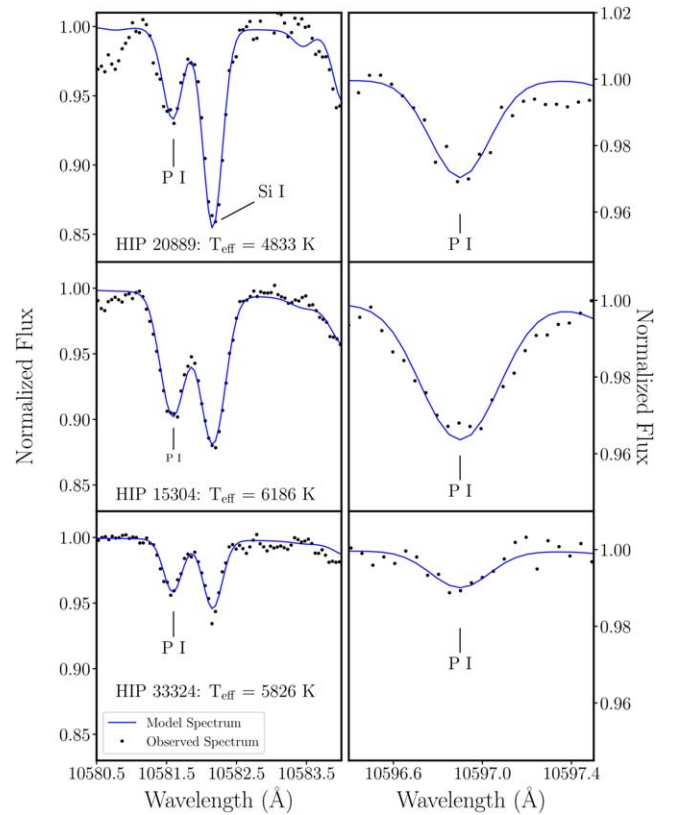 1.02
1.00
1.00
0.95
0.98
P I
0.90
Si I
P I
0.96
0.85
HIP 20889: T_eff = 4833 K
1.00
1.00
0.95
0.98
0.90
P I
0.96
P I
0.85
HIP 15304: T_eff = 6186 K
1.00
1.00
0.95
0.98
P I
P I
0.90
HIP 33324: T_eff = 5826 K
0.96
Model Spectrum
Observed Spectrum
0.85
10580.5 10581.5 10582.5 10583.5
10596.6 10597.0 10597.4
Wavelength (Å)
Wavelength (Å)
Normalized Flux
Normalized Flux